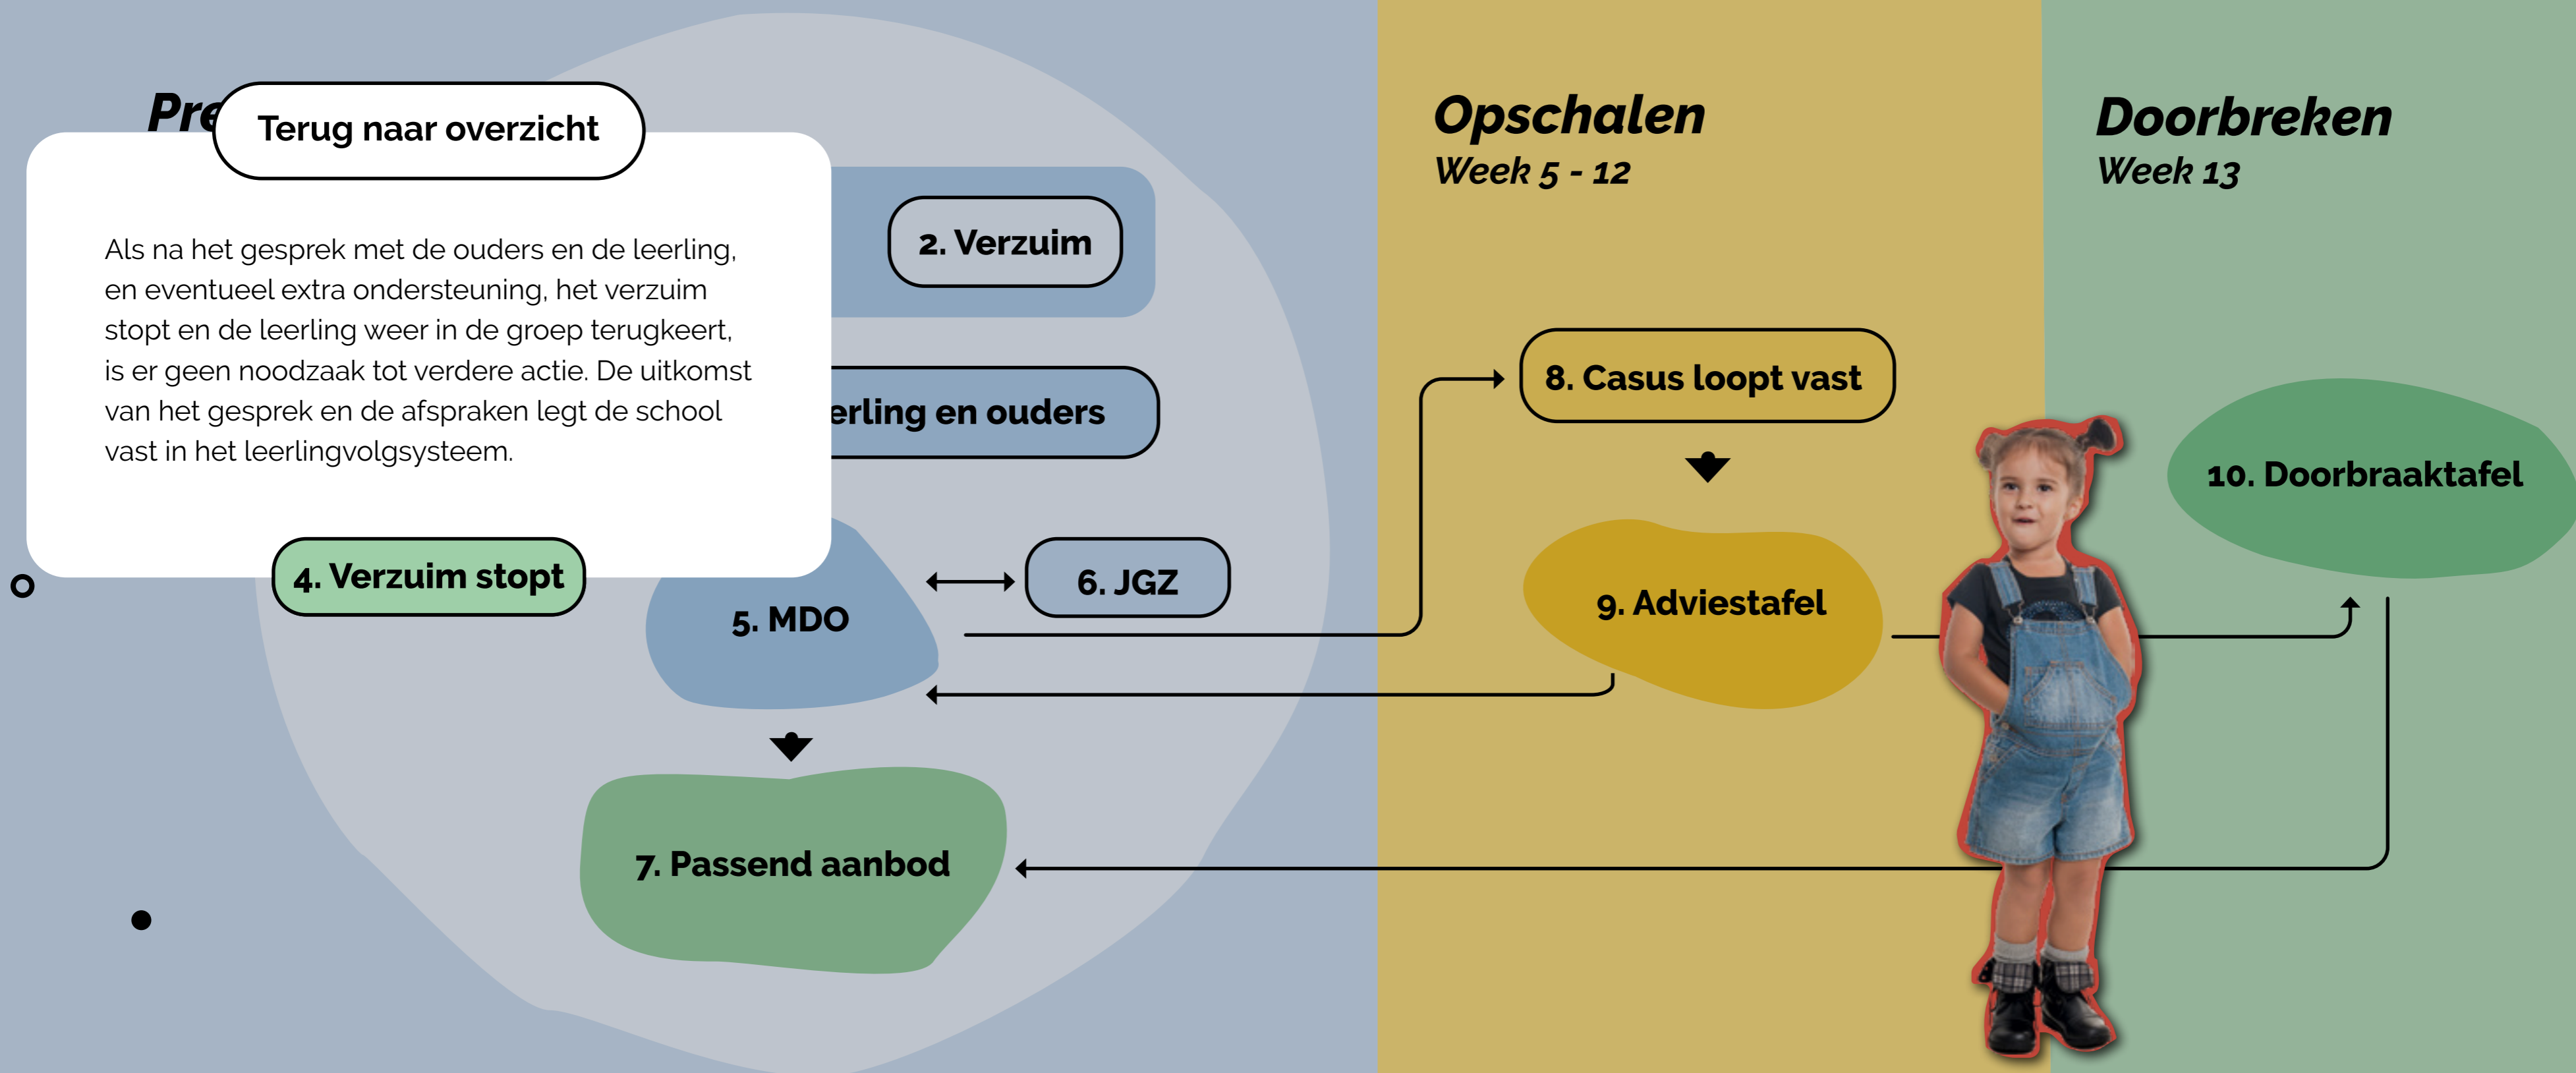 Terug naar overzicht
Als na het gesprek met de ouders en de leerling,
en eventueel extra ondersteuning, het verzuim
stopt en de leerling weer in de groep terugkeert,
is er geen noodzaak tot verdere actie. De uitkomst
van het gesprek en de afspraken legt de school
vast in het leerlingvolgsysteem.
4. Verzuim stopt
2. Verzuim
en ouders
5. MDO
6. JGZ
7. Passend aanbod
Opschalen
Week 5 - 12
8. Casus loopt vast
9. Adviestafel
Doorbreken
Week 13
10. Doorbraaktafel